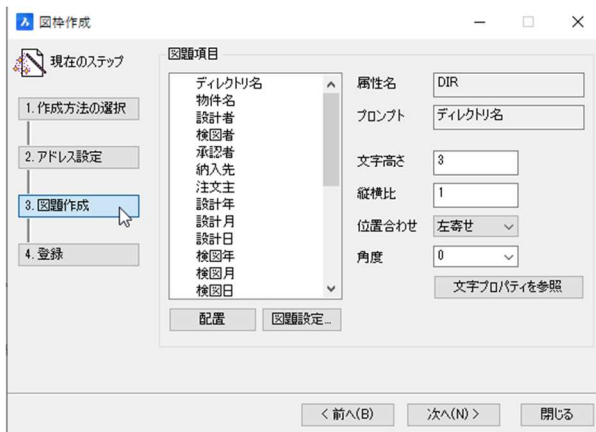 図枠作成
現在のステップ
1. 作成方法の選択
2. アドレス設定
3. 図題作成
4. 登録
図題項目
ディレクトリ名
物件名
設計者
検図者
承認者
納入先
注文主
設計年
設計月
設計日
検図年
検図月
検図日
配置
図題設定...
属性名 DIR
プロンプト ディレクトリ名
文字高さ 3
縦横比 1
位置合わせ 左寄せ
角度 0
文字プロパティを参照
< 前へ(B)
次へ(N) >
閉じる